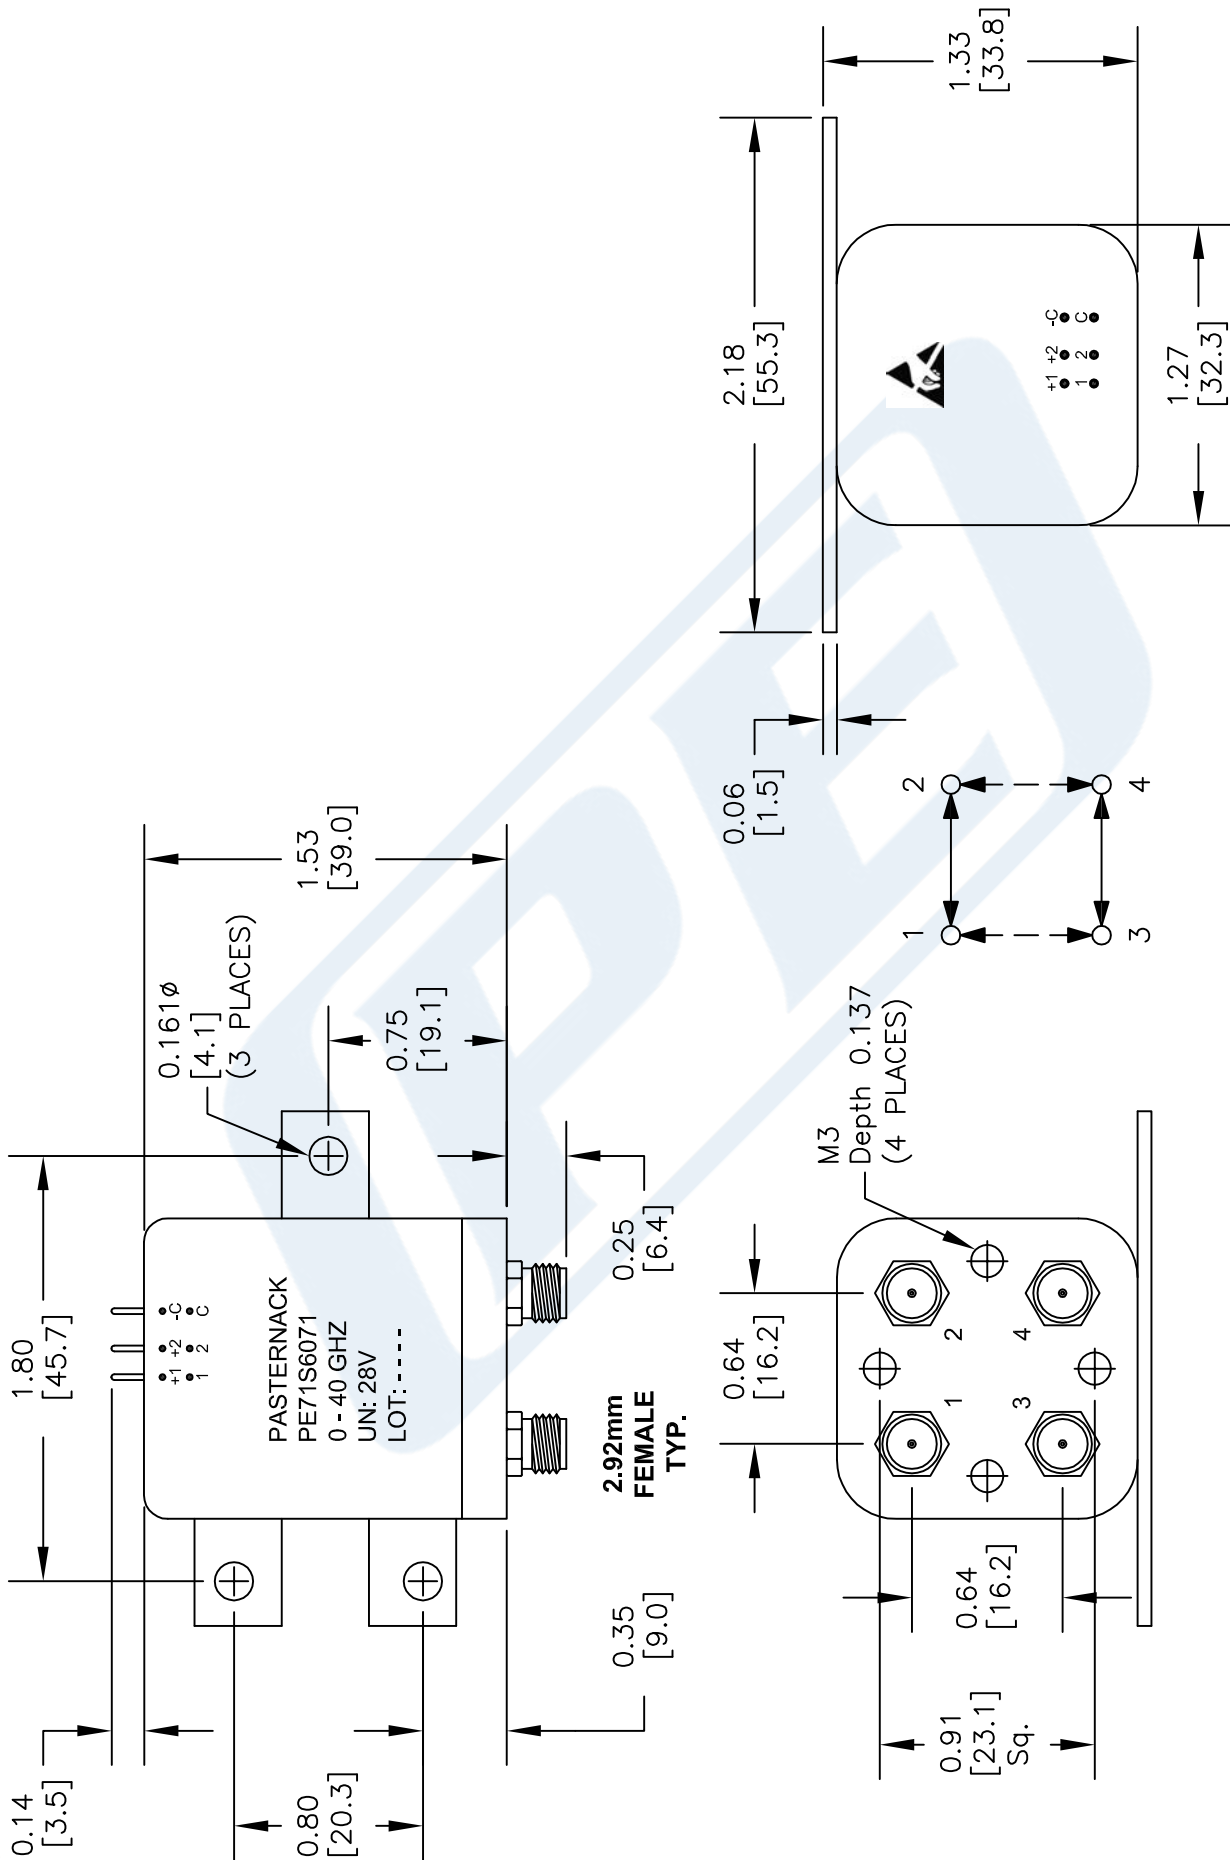 0.14
[3.5]
1.80
[45.7]
0.161ø
[4.1]
(3 PLACES)
1.53
[39.0]
+1 +2 -C
1 2 C
PASTERNACK
PE71S6071
0 - 40 GHZ
UN: 28V
LOT:----
0.75
[19.1]
0.80
[20.3]
0.35
[9.0]
2.92mm
FEMALE
TYP.
0.25
[6.4]
0.64
[16.2]
M3
Depth 0.137
(4 PLACES)
1
2
3
4
0.64
[16.2]
0.91
[23.1]
Sq.
1
2
3
4
0.06
[1.5]
2.18
[55.3]
1.33
[33.8]
+1 +2 -C
1 2 C
1.27
[32.3]
PE